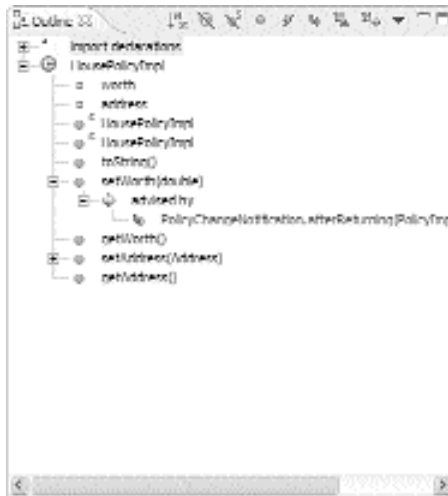 Outline
import declarations
HousePolicyImpl
worth
address
HousePolicyImpl
HousePolicyImpl
toString()
setWorth(double)
advised by
PolicyChangeNotification.afterReturning(PolicyImp
getWorth()
setAddress(Address)
getAddress()